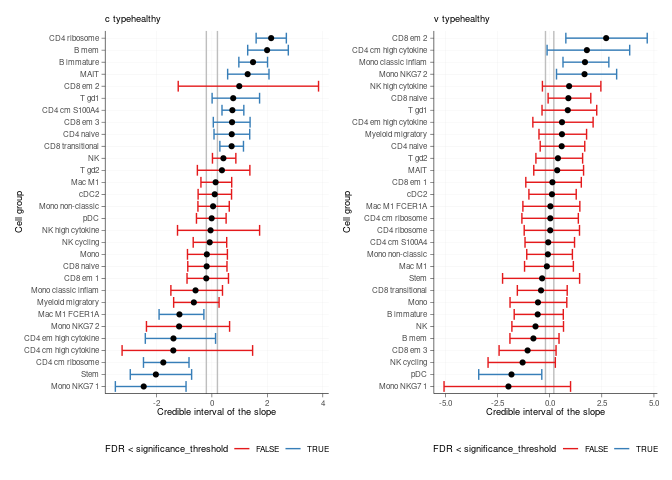 c typehealthy
CD4 ribosome
B mem
B immature
MAIT
CD8 em 2
T gd1
CD4 cm S100A4
CD8 em 3
CD4 naive
CD8 transitional
NK
T gd2
Mac M1
cDC2
Mono non-classic
pDC
NK high cytokine
NK cycling
Mono
CD8 naive
CD8 em 1
Mono classic inflam
Myeloid migratory
Mac M1 FCER1A
Mono NKG7 2
CD4 em high cytokine
CD4 cm high cytokine
CD4 cm ribosome
Stem
Mono NKG7 1
Cell group
-2 0 2 4
Credible interval of the slope
FDR < significance_threshold FALSE TRUE
v typehealthy
CD8 em 2
CD4 cm high cytokine
Mono classic inflam
Mono NKG7 2
NK high cytokine
CD8 naive
T gd1
CD4 em high cytokine
Myeloid migratory
CD4 naive
T gd2
MAIT
CD8 em 1
cDC2
Mac M1 FCER1A
CD4 cm ribosome
CD4 ribosome
CD4 cm S100A4
Mono non-classic
Mac M1
Stem
CD8 transitional
Mono
B immature
NK
B mem
CD8 em 3
NK cycling
pDC
Mono NKG7 1
Cell group
-5.0 -2.5 0.0 2.5 5.0
Credible interval of the slope
FDR < significance_threshold FALSE TRUE